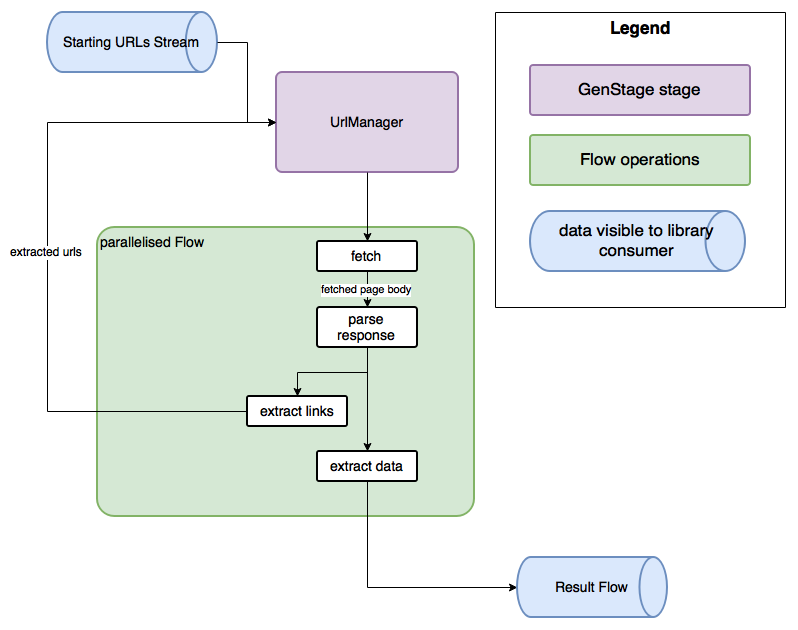 Starting URLs Stream
UrlManager
extracted urls
parallelised Flow
fetch
fetched page body
parse
response
extract links
extract data
Result Flow
Legend
GenStage stage
Flow operations
data visible to library
consumer